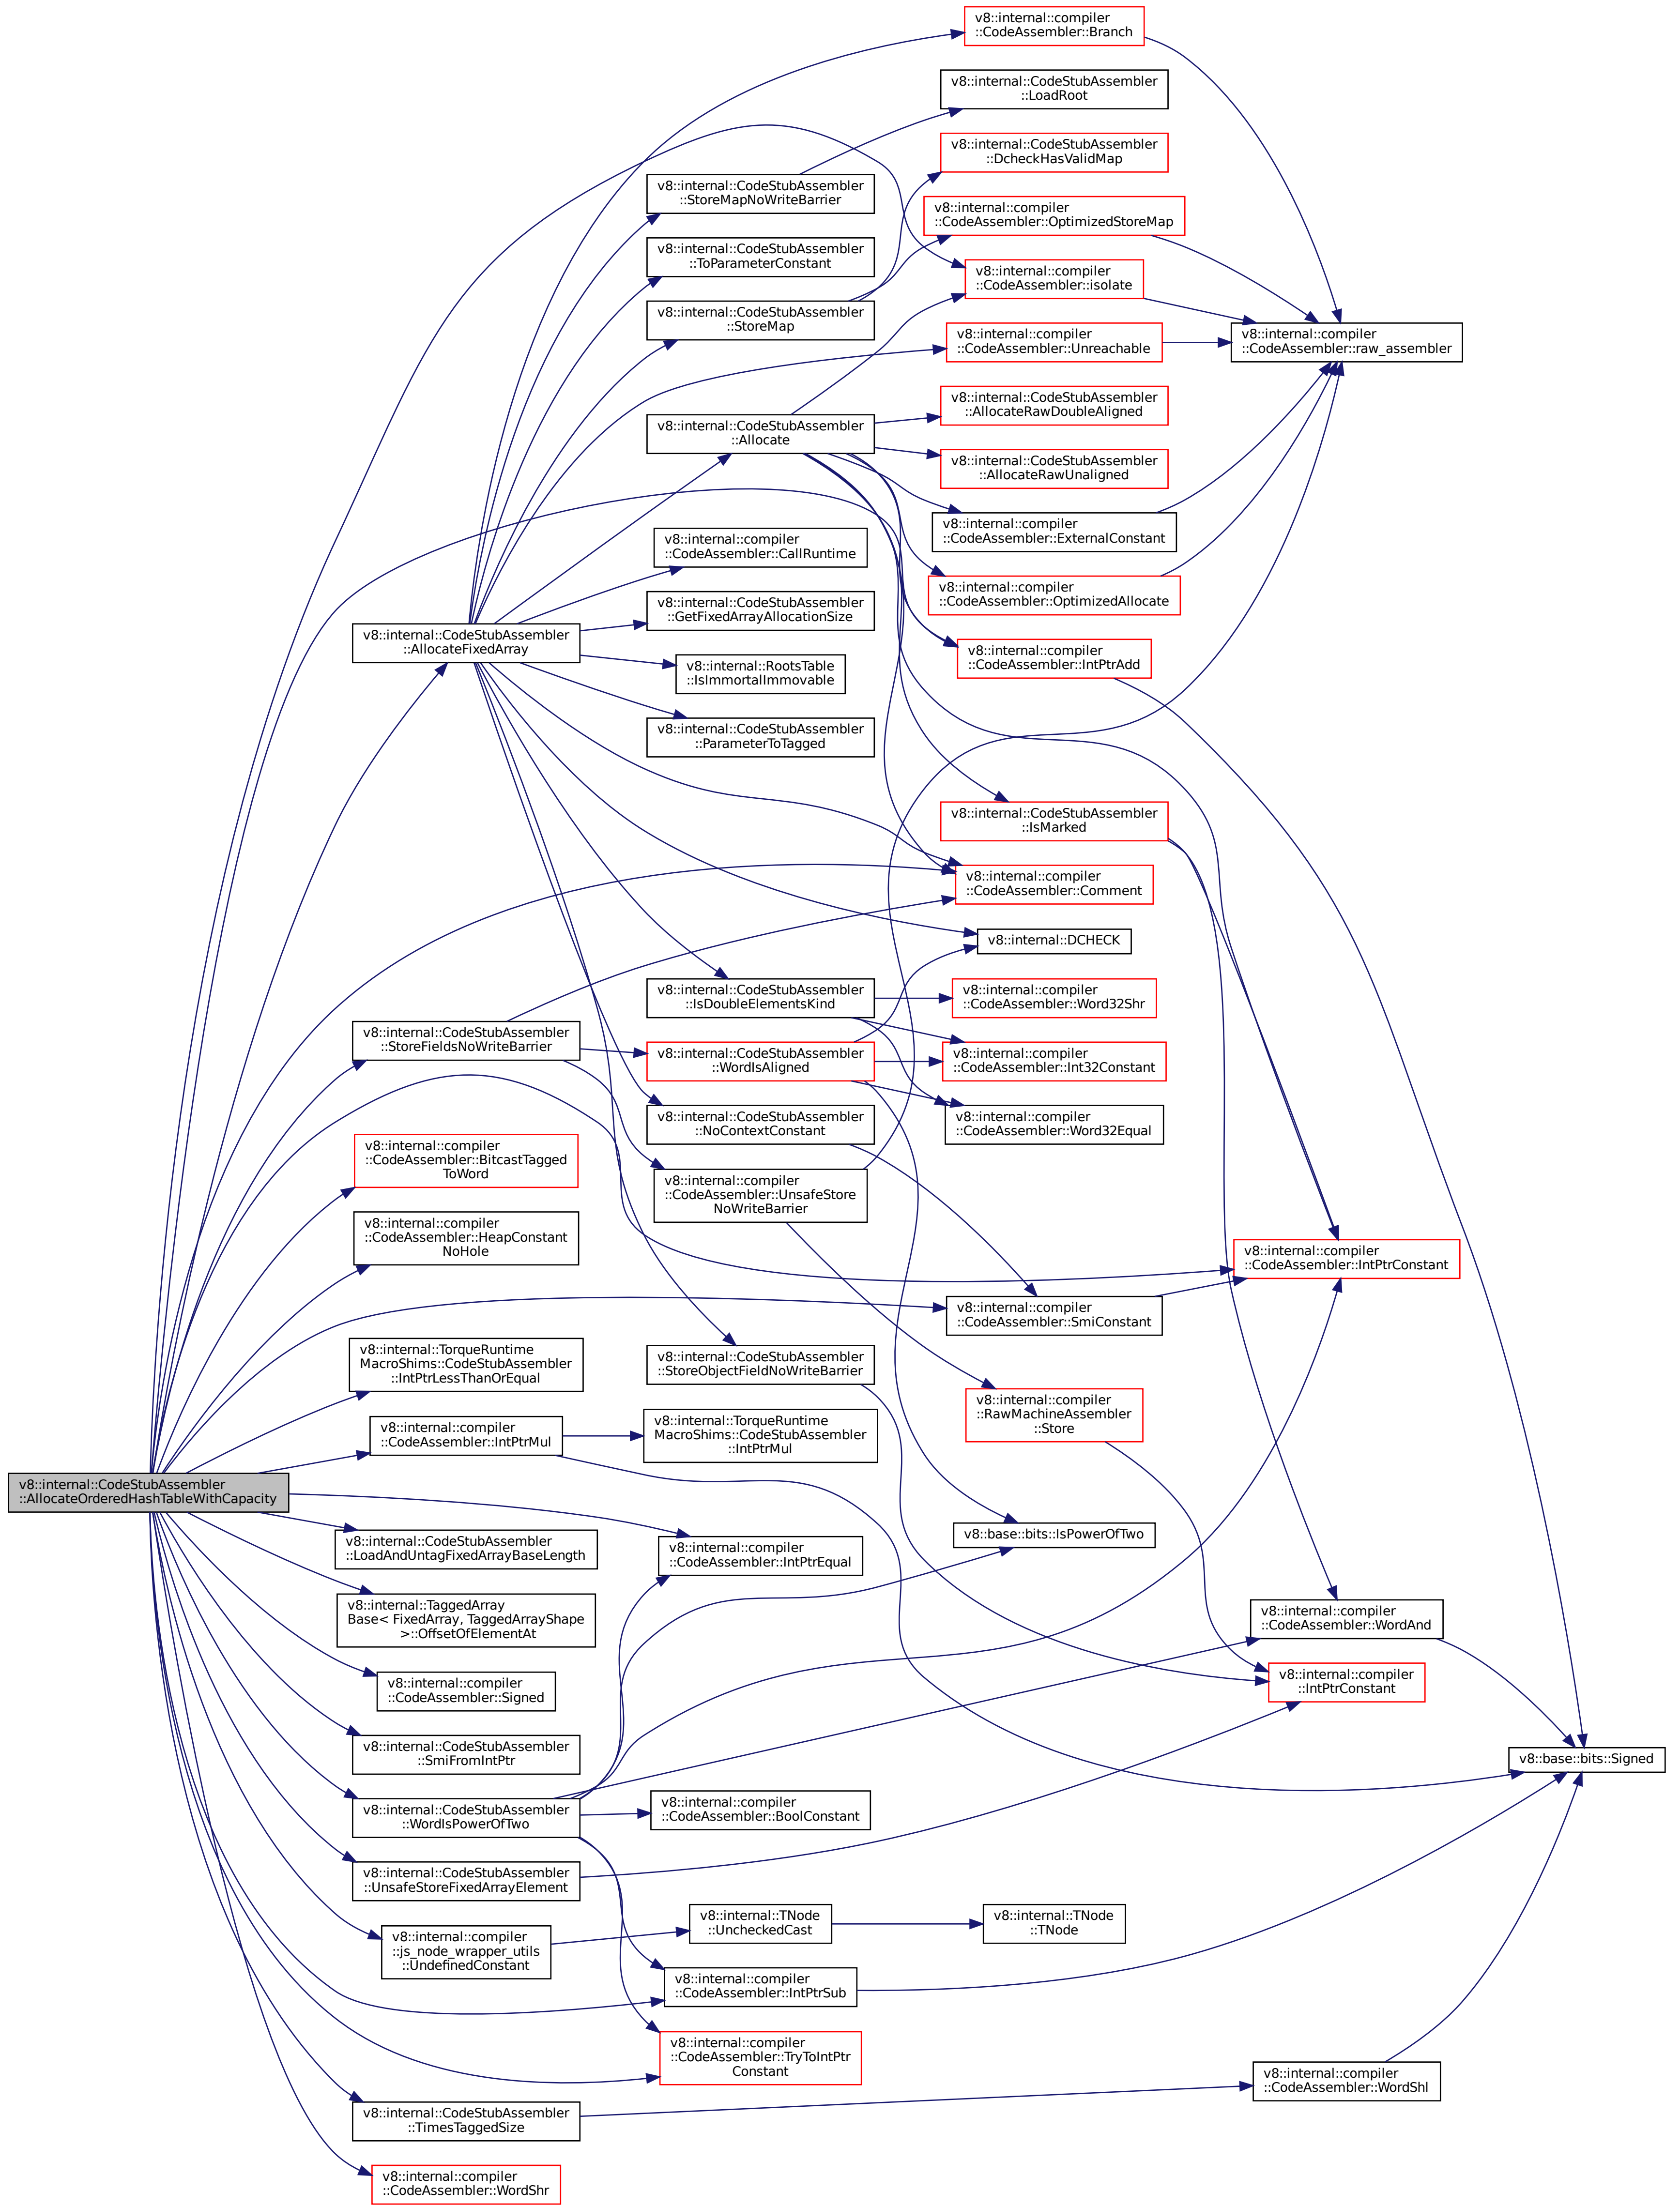 v8::internal::compiler
::CodeAssembler::Branch
v8::internal::CodeStubAssembler
::LoadRoot
v8::internal::CodeStubAssembler
::DcheckHasValidMap
v8::internal::CodeStubAssembler
::StoreMapNoWriteBarrier
v8::internal::compiler
::CodeAssembler::OptimizedStoreMap
v8::internal::CodeStubAssembler
::ToParameterConstant
v8::internal::compiler
::CodeAssembler::isolate
v8::internal::CodeStubAssembler
::StoreMap
v8::internal::compiler
::CodeAssembler::Unreachable
v8::internal::compiler
::CodeAssembler::raw_assembler
v8::internal::CodeStubAssembler
::AllocateRawDoubleAligned
v8::internal::CodeStubAssembler
::Allocate
v8::internal::CodeStubAssembler
::AllocateRawUnaligned
v8::internal::compiler
::CodeAssembler::ExternalConstant
v8::internal::compiler
::CodeAssembler::CallRuntime
v8::internal::compiler
::CodeAssembler::OptimizedAllocate
v8::internal::CodeStubAssembler
::GetFixedArrayAllocationSize
v8::internal::CodeStubAssembler
::AllocateFixedArray
v8::internal::compiler
::CodeAssembler::IntPtrAdd
v8::internal::RootsTable
::IsImmortalImmovable
v8::internal::CodeStubAssembler
::ParameterToTagged
v8::internal::CodeStubAssembler
::IsMarked
v8::internal::compiler
::CodeAssembler::Comment
v8::internal::DCHECK
v8::internal::CodeStubAssembler
::IsDoubleElementsKind
v8::internal::compiler
::CodeAssembler::Word32Shr
v8::internal::CodeStubAssembler
::StoreFieldsNoWriteBarrier
v8::internal::CodeStubAssembler
::WordIsAligned
v8::internal::compiler
::CodeAssembler::Int32Constant
v8::internal::CodeStubAssembler
::NoContextConstant
v8::internal::compiler
::CodeAssembler::Word32Equal
v8::internal::compiler
::CodeAssembler::BitcastTagged
ToWord
v8::internal::compiler
::CodeAssembler::UnsafeStore
NoWriteBarrier
v8::internal::compiler
::CodeAssembler::HeapConstant
NoHole
v8::internal::compiler
::CodeAssembler::IntPtrConstant
v8::internal::compiler
::CodeAssembler::SmiConstant
v8::internal::TorqueRuntime
MacroShims::CodeStubAssembler
::IntPtrLessThanOrEqual
v8::internal::CodeStubAssembler
::StoreObjectFieldNoWriteBarrier
v8::internal::compiler
::RawMachineAssembler
::Store
v8::internal::compiler
::CodeAssembler::IntPtrMul
v8::internal::TorqueRuntime
MacroShims::CodeStubAssembler
::IntPtrMul
v8::internal::CodeStubAssembler
::AllocateOrderedHashTableWithCapacity
v8::base::bits::IsPowerOfTwo
v8::internal::CodeStubAssembler
::LoadAndUntagFixedArrayBaseLength
v8::internal::compiler
::CodeAssembler::IntPtrEqual
v8::internal::TaggedArray
Base< FixedArray, TaggedArrayShape
>::OffsetOfElementAt
v8::internal::compiler
::CodeAssembler::WordAnd
v8::internal::compiler
::CodeAssembler::Signed
v8::internal::compiler
::IntPtrConstant
v8::internal::CodeStubAssembler
::SmiFromIntPtr
v8::base::bits::Signed
v8::internal::CodeStubAssembler
::WordIsPowerOfTwo
v8::internal::compiler
::CodeAssembler::BoolConstant
v8::internal::CodeStubAssembler
::UnsafeStoreFixedArrayElement
v8::internal::TNode
::UncheckedCast
v8::internal::TNode
::TNode
v8::internal::compiler
::js_node_wrapper_utils
::UndefinedConstant
v8::internal::compiler
::CodeAssembler::IntPtrSub
v8::internal::compiler
::CodeAssembler::TryToIntPtr
Constant
v8::internal::compiler
::CodeAssembler::WordShl
v8::internal::CodeStubAssembler
::TimesTaggedSize
v8::internal::compiler
::CodeAssembler::WordShr